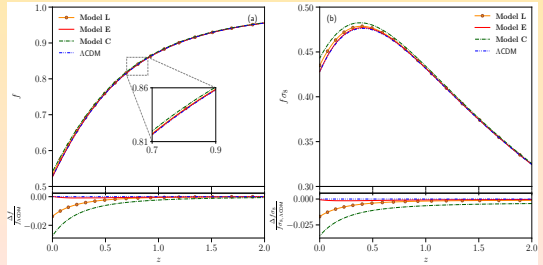 (a)
Model L
Model E
Model C
ΛCDM
1.0
0.9
0.8
0.7
0.6
0.5
f
0.86
0.81
0.7 0.9
0.00
−0.02
Δf/f_ΛCDM
0.0 0.5 1.0 1.5 2.0
z
(b)
Model L
Model E
Model C
ΛCDM
0.50
0.45
0.40
0.35
0.30
fσ₈
0.000
−0.025
Δfσ₈/fσ₈,ΛCDM
0.0 0.5 1.0 1.5 2.0
z